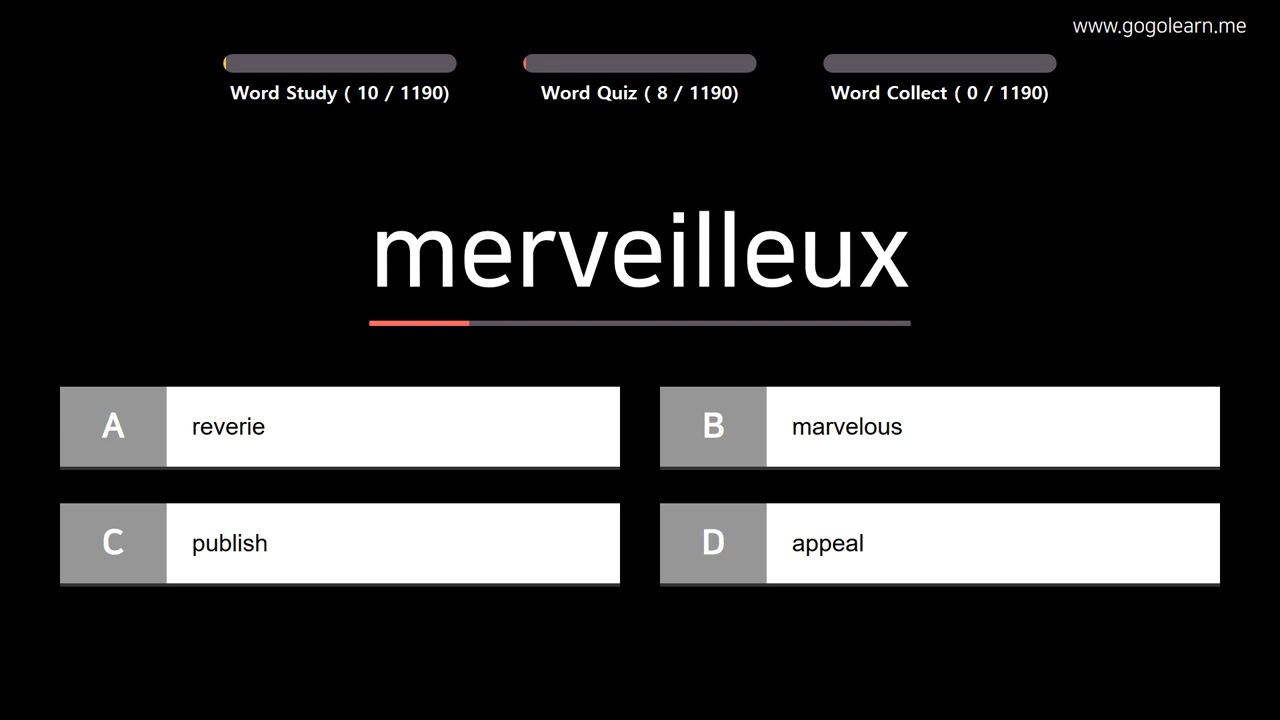 www.gogolearn.me
Word Study ( 10 / 1190)
Word Quiz ( 8 / 1190)
Word Collect ( 0 / 1190)
merveilleux
A reverie
B marvelous
C publish
D appeal